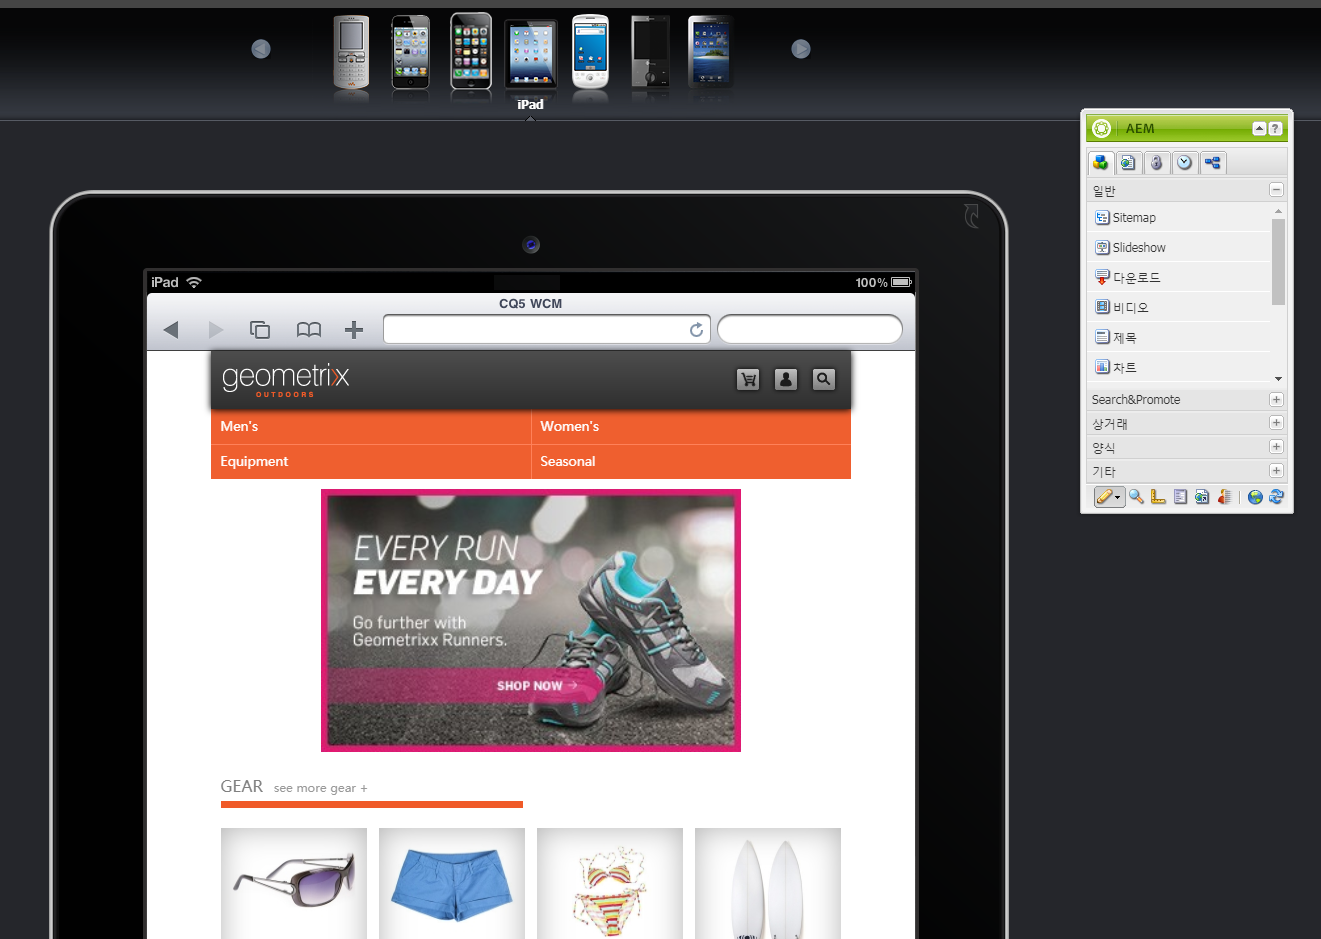 iPad
AEM
일반
Sitemap
Slideshow
다운로드
비디오
제목
차트
Search&Promote
상거래
양식
기타
iPad
100%
CQ5 WCM
geometrixx
OUTDOORS
Men's
Women's
Equipment
Seasonal
EVERY RUN
EVERY DAY
Go further with
Geometrixx Runners.
SHOP NOW →
GEAR see more gear +